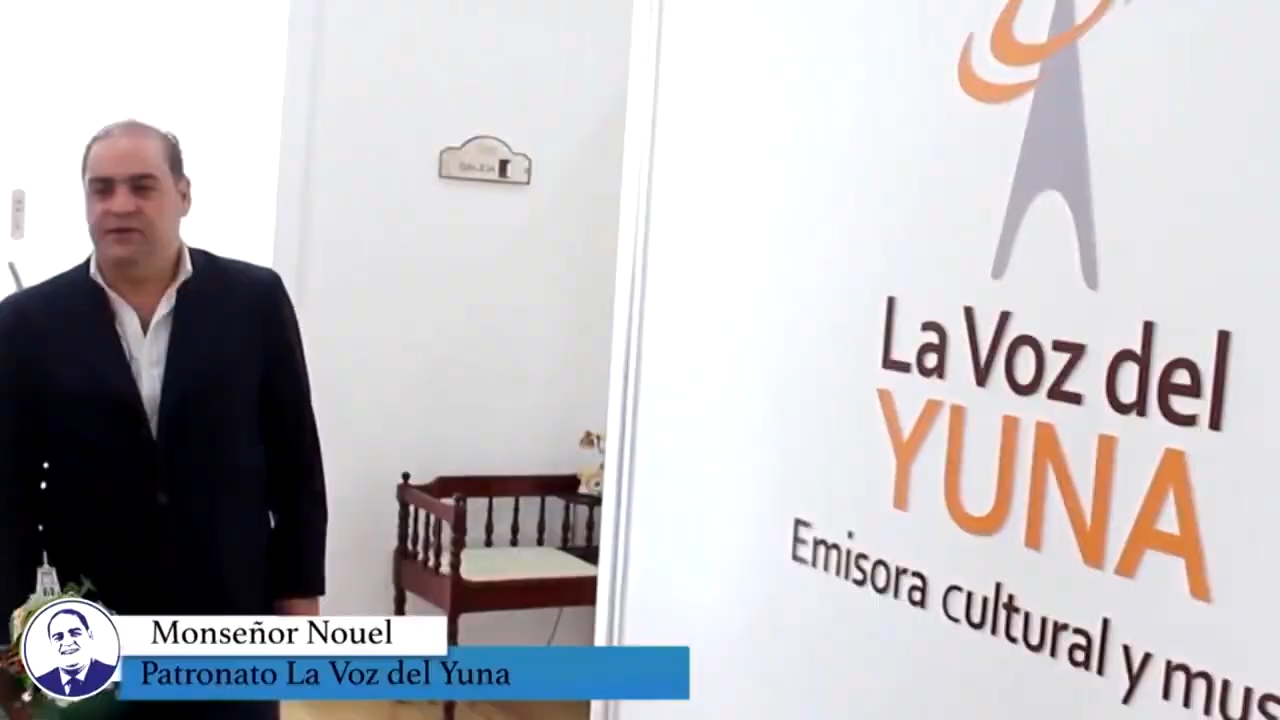 La Voz del
YUNA
Emisora cultural y mus
Monseñor Nouel
Patronato La Voz del Yuna